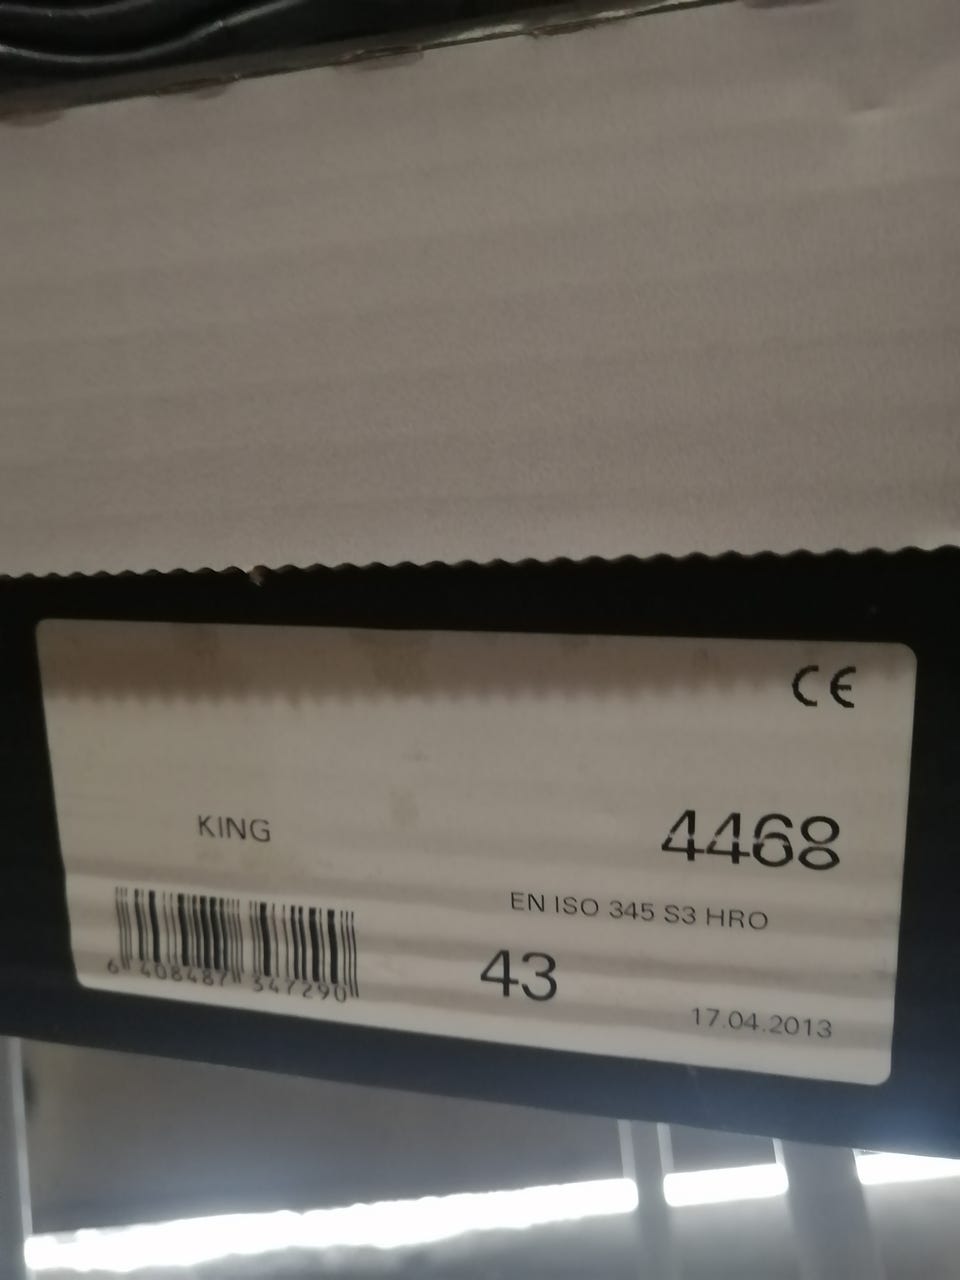 CE
KING
4468
EN ISO 345 S3 HRO
43
6 408487 347290
17.04.2013